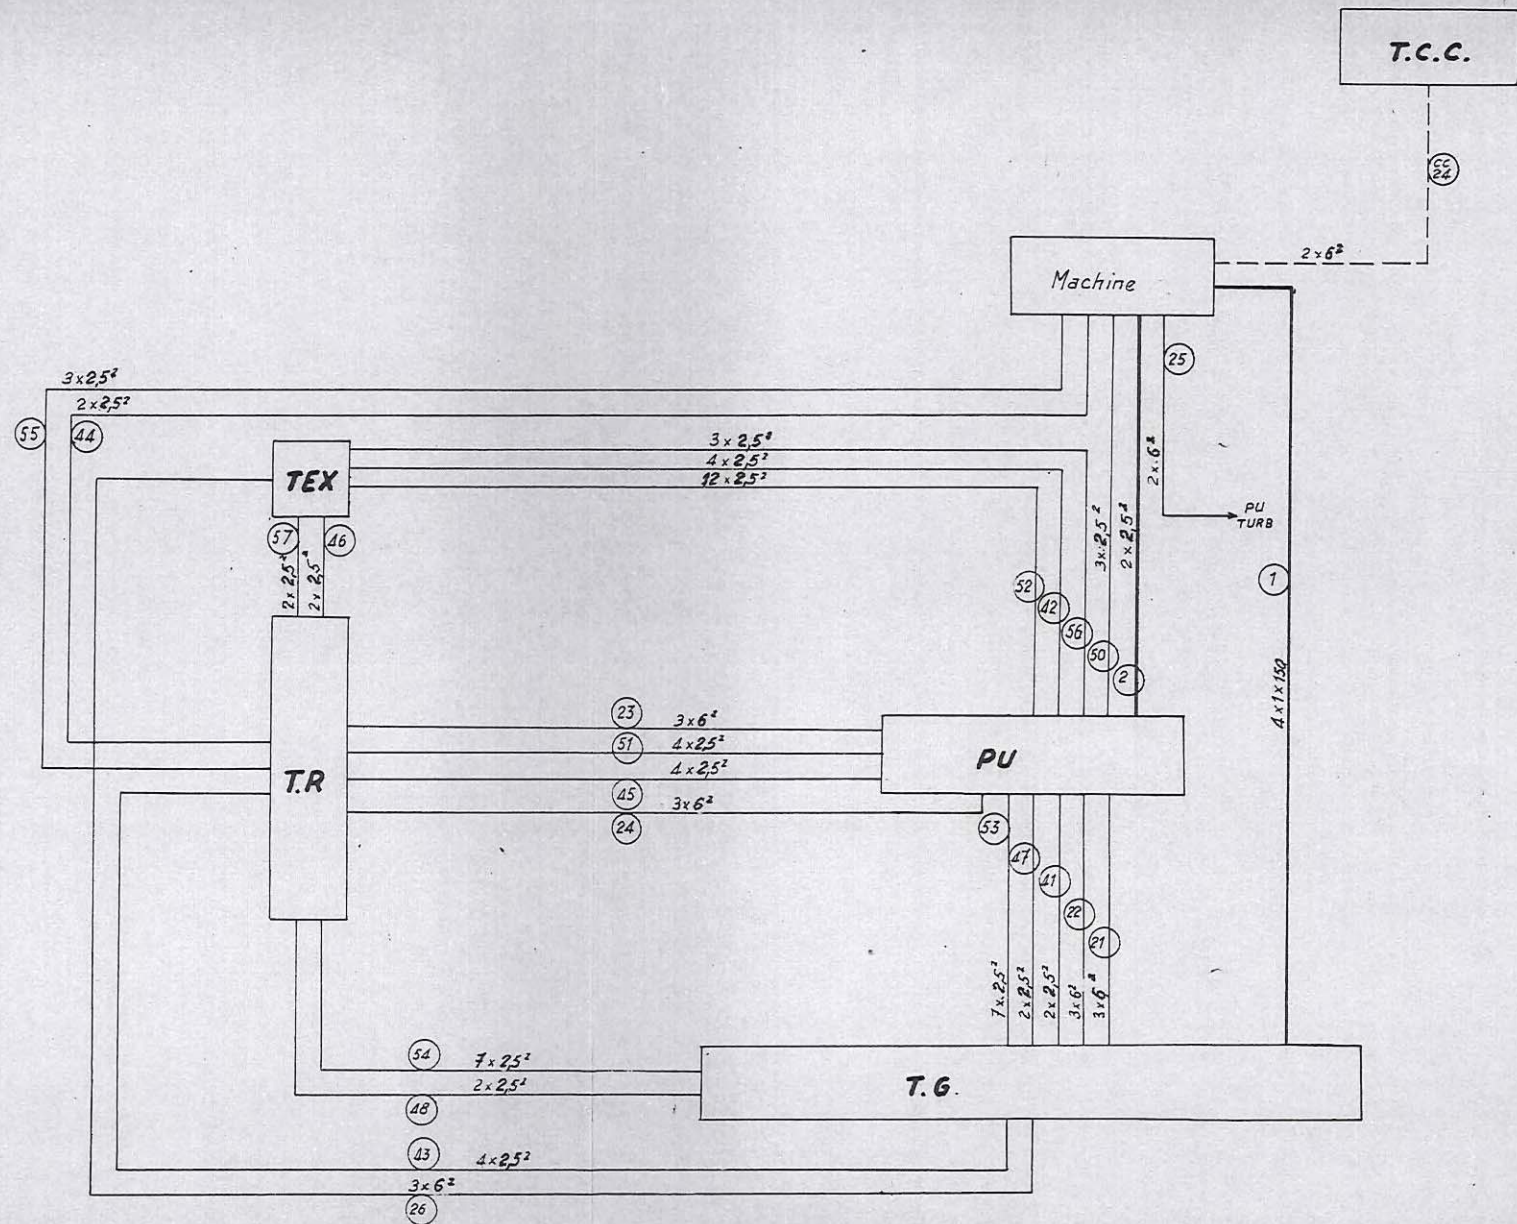 T.C.C.
CC
24
2 x 6²
Machine
25
3 x 2,5²
2 x 2,5²
55
44
3 x 2,5²
4 x 2,5²
12 x 2,5²
TEX
2 x 6²
3 x 2,5²
2 x 2,5²
PU
TURB
57
46
2 x 2,5²
2 x 2,5²
1
52
42
56
50
2
4 x 1 x 150
23
3 x 6²
51
4 x 2,5²
4 x 2,5²
45
3 x 6²
24
T.R
PU
53
47
41
22
21
7 x 2,5²
2 x 2,5²
2 x 2,5²
3 x 6²
3 x 6²
54
7 x 2,5²
2 x 2,5²
48
T.G.
43
4 x 2,5²
3 x 6²
26